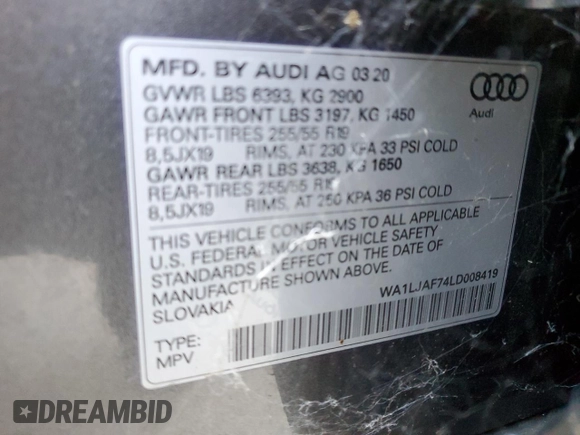 MFD. BY AUDI AG 03 20
GVWR LBS 6393, KG 2900
GAWR FRONT LBS 3197, KG 1450
FRONT-TIRES 255/55 R19
8,5JX19 RIMS, AT 230 KPA 33 PSI COLD
GAWR REAR LBS 3638, KG 1650
REAR-TIRES 255/55 R19
8,5JX19 RIMS, AT 250 KPA 36 PSI COLD
Audi
THIS VEHICLE CONFORMS TO ALL APPLICABLE
U.S. FEDERAL MOTOR VEHICLE SAFETY
STANDARDS IN EFFECT ON THE DATE OF
MANUFACTURE SHOWN ABOVE.
SLOVAKIA
WA1LJAF74LD008419
TYPE:
MPV
DREAMBID